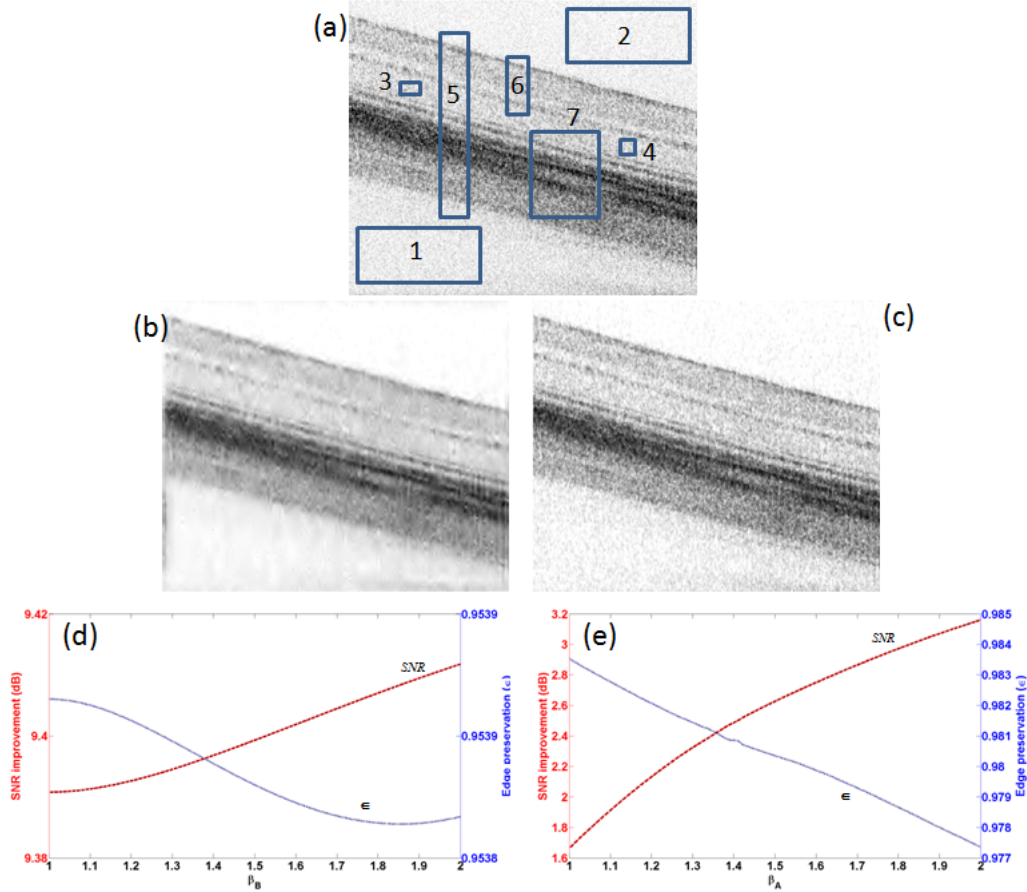 (a)
2
3
5
6
7
4
1
(b)
(c)
(d)
9.42
9.4
9.38
SNR improvement (dB)
SNR
∈
0.9539
0.9539
0.9538
Edge preservation (∈)
1 1.1 1.2 1.3 1.4 1.5 1.6 1.7 1.8 1.9 2
β_B
(e)
3.2
3
2.8
2.6
2.4
2.2
2
1.8
1.6
SNR improvement (dB)
SNR
∈
0.985
0.984
0.983
0.982
0.981
0.98
0.979
0.978
0.977
Edge preservation (∈)
1 1.1 1.2 1.3 1.4 1.5 1.6 1.7 1.8 1.9 2
β_A